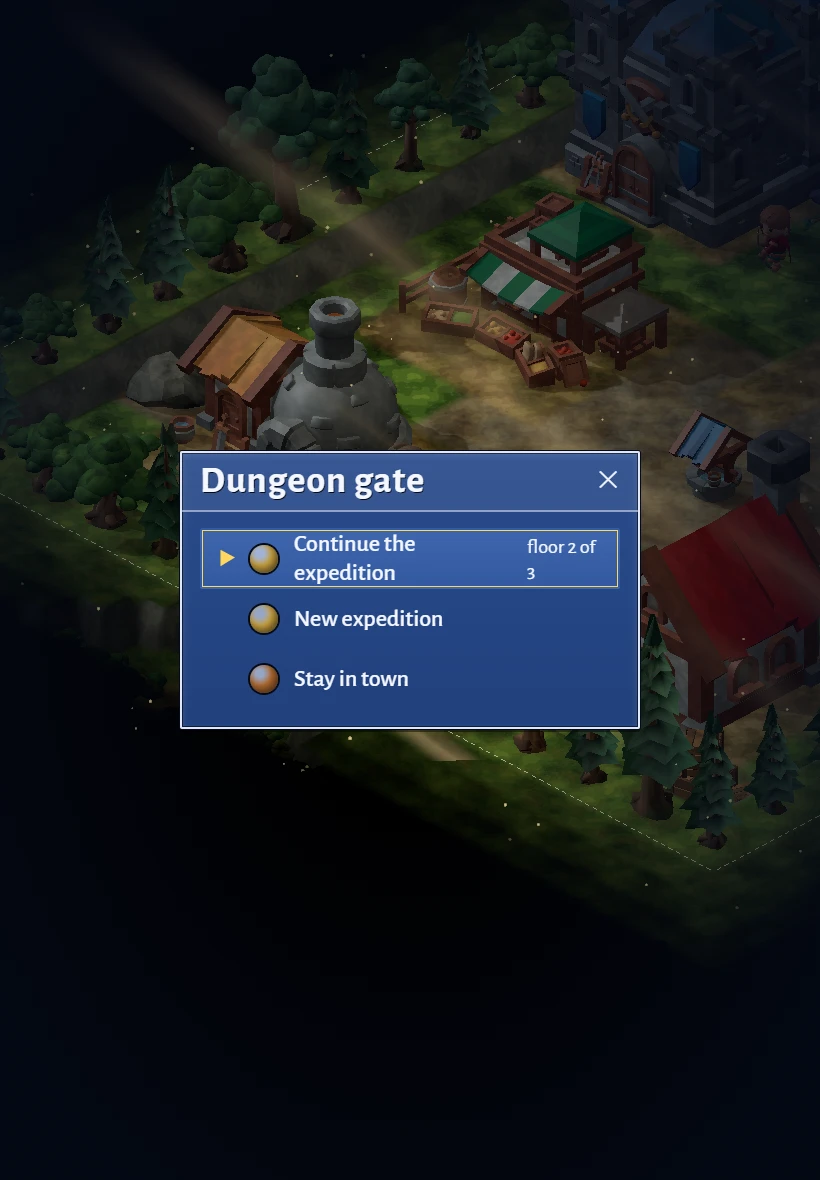 Dungeon gate
Continue the
expedition
floor 2 of
3
New expedition
Stay in town